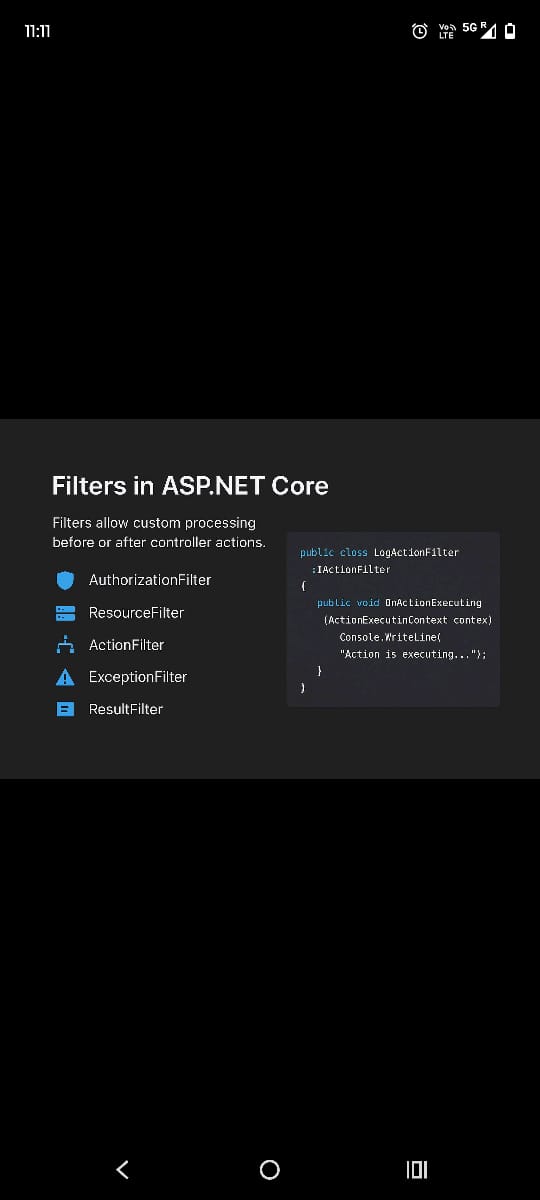 11:11
Vo LTE 5G R
Filters in ASP.NET Core
Filters allow custom processing
before or after controller actions.
AuthorizationFilter
ResourceFilter
ActionFilter
ExceptionFilter
ResultFilter
public closs LogActionFilter
:IActionFilter
{
public void OnActionExecuting
(ActionExecutinContext contex)
Console.WriteLine(
"Action is executing...");
}
}